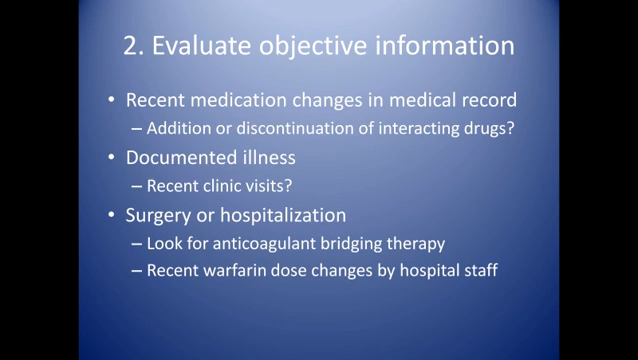 2. Evaluate objective information
• Recent medication changes in medical record
– Addition or discontinuation of interacting drugs?
• Documented illness
– Recent clinic visits?
• Surgery or hospitalization
– Look for anticoagulant bridging therapy
– Recent warfarin dose changes by hospital staff